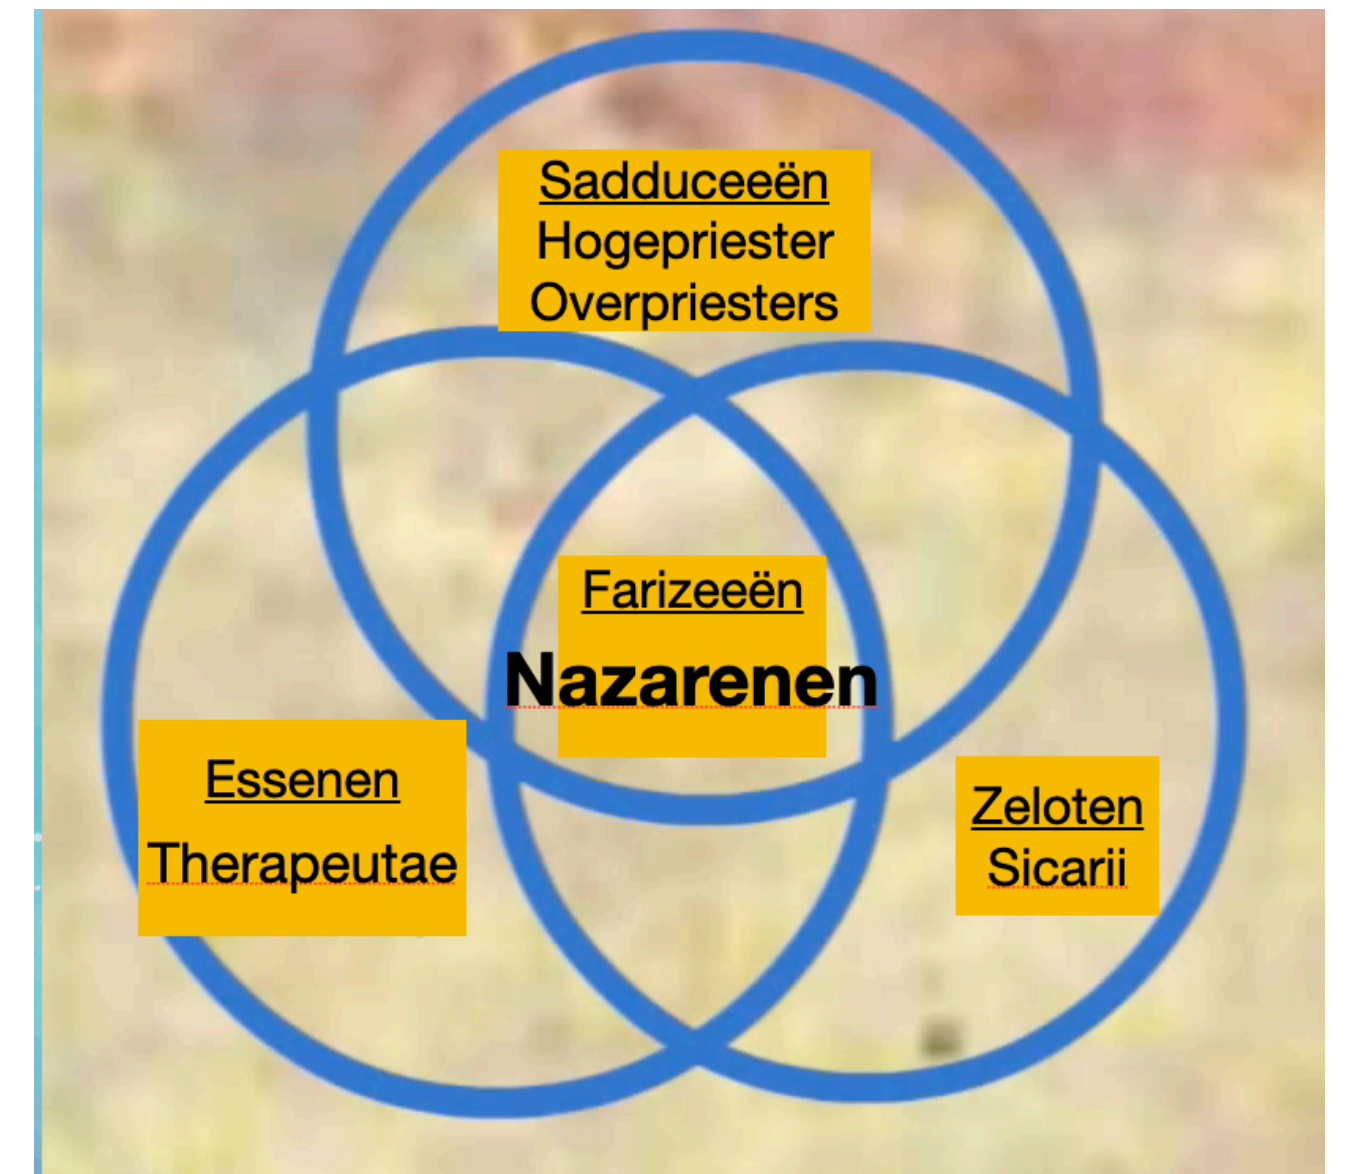 Sadduceeën
Hogepriester
Overpriesters
Farizeeën
Nazarenen
Essenen
Therapeutae
Zeloten
Sicarii